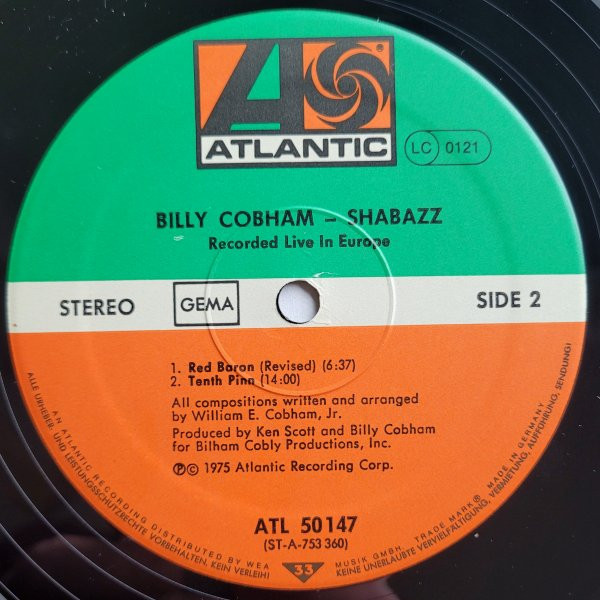 ATLANTIC
®
LC 0121
BILLY COBHAM – SHABAZZ
Recorded Live In Europe
STEREO
GEMA
SIDE 2
1. Red Baron (Revised) (6:37)
2. Tenth Pinn (14:00)
All compositions written and arranged
by William E. Cobham, Jr.
Produced by Ken Scott and Billy Cobham
for Bilham Cobly Productions, Inc.
℗© 1975 Atlantic Recording Corp.
ATL 50147
(ST-A-753 360)
33
AN ATLANTIC RECORDING DISTRIBUTED BY WEA MUSIK GMBH. TRADE MARK ® MADE IN GERMANY
ALLE URHEBER- UND LEISTUNGSSCHUTZRECHTE VORBEHALTEN, KEIN VERLEIH! KEINE UNERLAUBTE VERVIELFÄLTIGUNG, VERMIETUNG, AUFFÜHRUNG, SENDUNG!